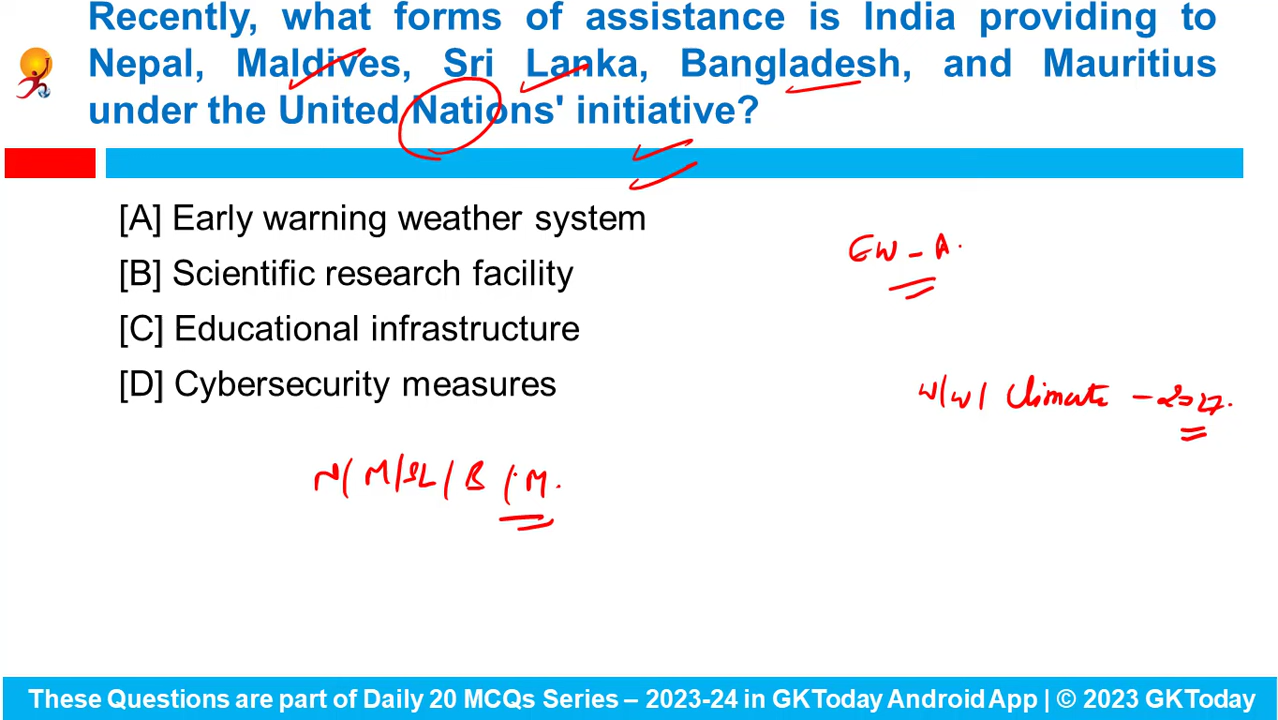 Recently, what forms of assistance is India providing to
Nepal, Maldives, Sri Lanka, Bangladesh, and Mauritius
under the United Nations' initiative?
[A] Early warning weather system
EW - A.
[B] Scientific research facility
[C] Educational infrastructure
[D] Cybersecurity measures
W/W/ Climate - 2027.
N/ M/SL/ B /.M.
These Questions are part of Daily 20 MCQs Series – 2023-24 in GKToday Android App | © 2023 GKToday